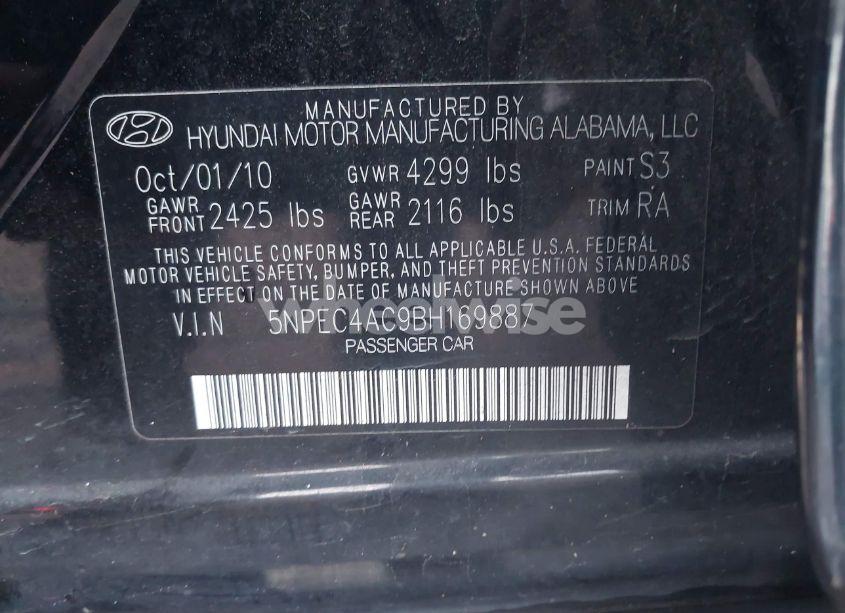 MANUFACTURED BY
HYUNDAI MOTOR MANUFACTURING ALABAMA, LLC
Oct/01/10 GVWR 4299 lbs PAINT S3
GAWR FRONT 2425 lbs GAWR REAR 2116 lbs TRIM RA
THIS VEHICLE CONFORMS TO ALL APPLICABLE U.S.A. FEDERAL
MOTOR VEHICLE SAFETY, BUMPER, AND THEFT PREVENTION STANDARDS
IN EFFECT ON THE DATE OF MANUFACTURE SHOWN ABOVE
V.I.N 5NPEC4AC9BH169887
wheelwise
PASSENGER CAR